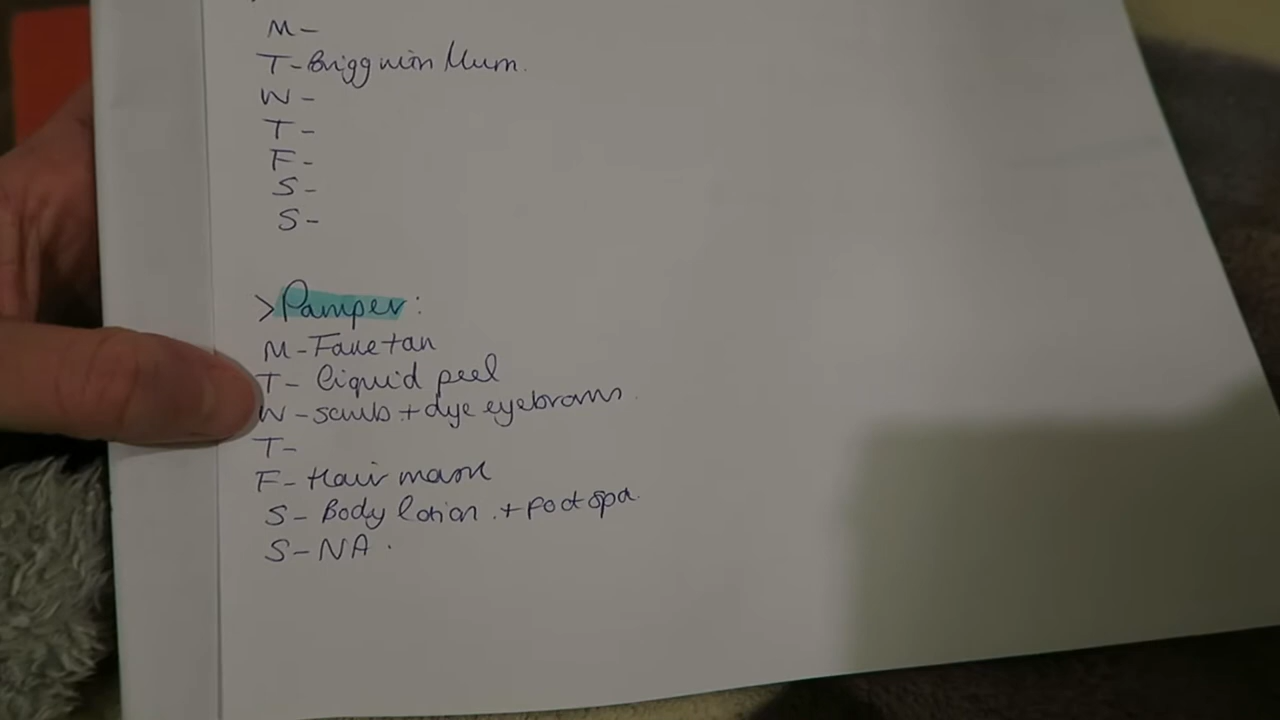 M -
T - Brigg with Mum.
W -
T -
F -
S -
S -
> Pamper:
M - Fake tan
T - liquid peel
W - scrub + dye eyebrows
T -
F - Hair mask
S - Body lotion + foot spa.
S - NA.